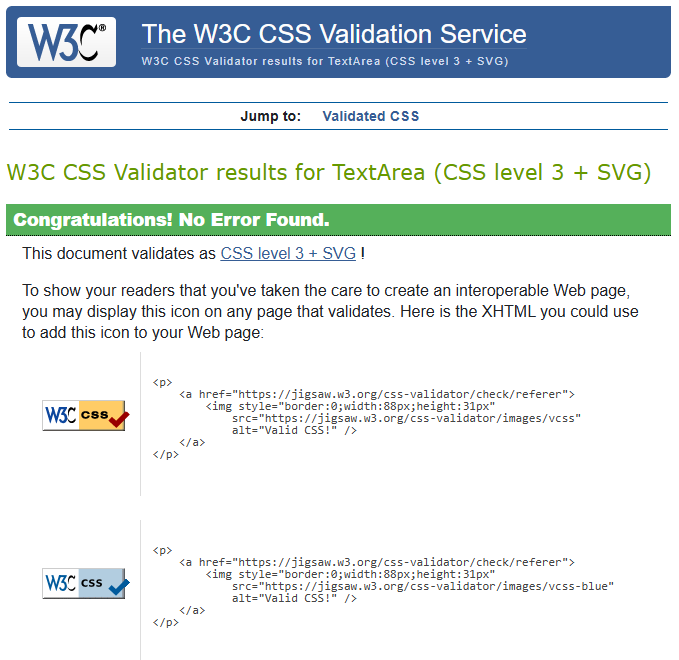 W3C®
The W3C CSS Validation Service
W3C CSS Validator results for TextArea (CSS level 3 + SVG)
Jump to: Validated CSS
W3C CSS Validator results for TextArea (CSS level 3 + SVG)
Congratulations! No Error Found.
This document validates as CSS level 3 + SVG !
To show your readers that you've taken the care to create an interoperable Web page,
you may display this icon on any page that validates. Here is the XHTML you could use
to add this icon to your Web page:
W3C css
<p>
    <a href="https://jigsaw.w3.org/css-validator/check/referer">
        <img style="border:0;width:88px;height:31px"
            src="https://jigsaw.w3.org/css-validator/images/vcss"
            alt="Valid CSS!" />
    </a>
</p>
W3C css
<p>
    <a href="https://jigsaw.w3.org/css-validator/check/referer">
        <img style="border:0;width:88px;height:31px"
            src="https://jigsaw.w3.org/css-validator/images/vcss-blue"
            alt="Valid CSS!" />
    </a>
</p>